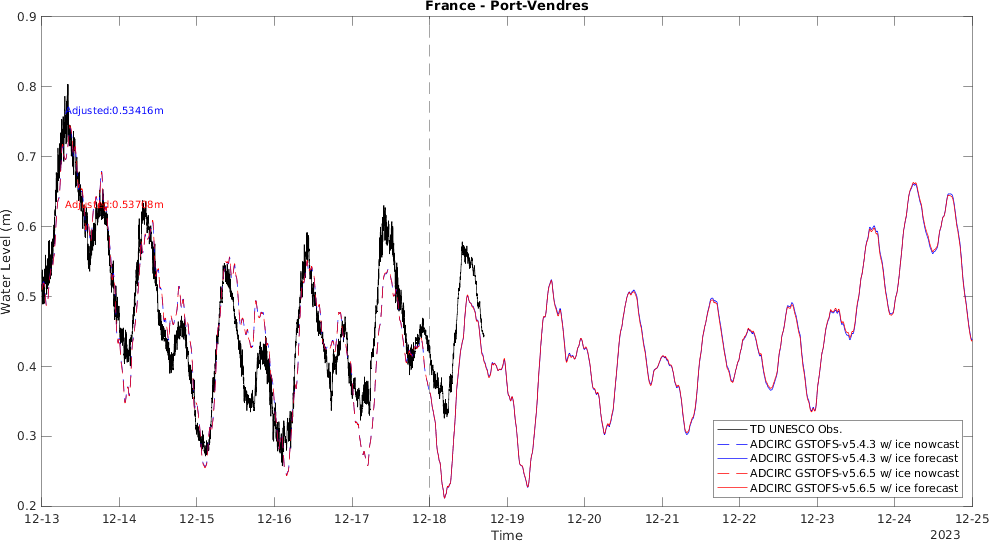 France - Port-Vendres
0.9
0.8
0.7
0.6
0.5
0.4
0.3
0.2
Water Level (m)
Adjusted:0.53416m
TD UNESCO Obs.
ADCIRC GSTOFS-v5.4.3 w/ ice nowcast
ADCIRC GSTOFS-v5.4.3 w/ ice forecast
ADCIRC GSTOFS-v5.6.5 w/ ice nowcast
ADCIRC GSTOFS-v5.6.5 w/ ice forecast
12-13 12-14 12-15 12-16 12-17 12-18 12-19 12-20 12-21 12-22 12-23 12-24 12-25
Time
2023